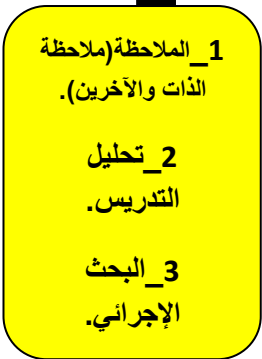 1_الملاحظة(ملاحظة
الذات والآخرين).
2_تحليل
التدريس.
3_البحث
الإجرائي.